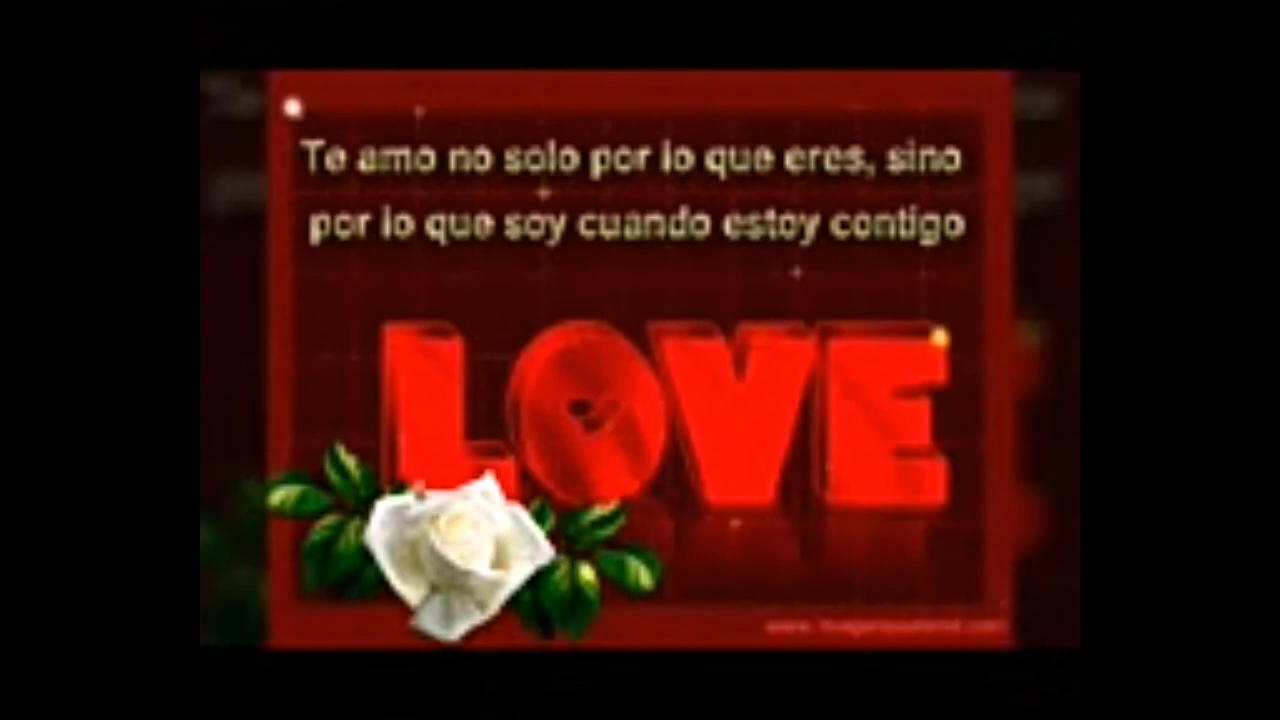 Te amo no solo por lo que eres, sino
por lo que soy cuando estoy contigo
LOVE